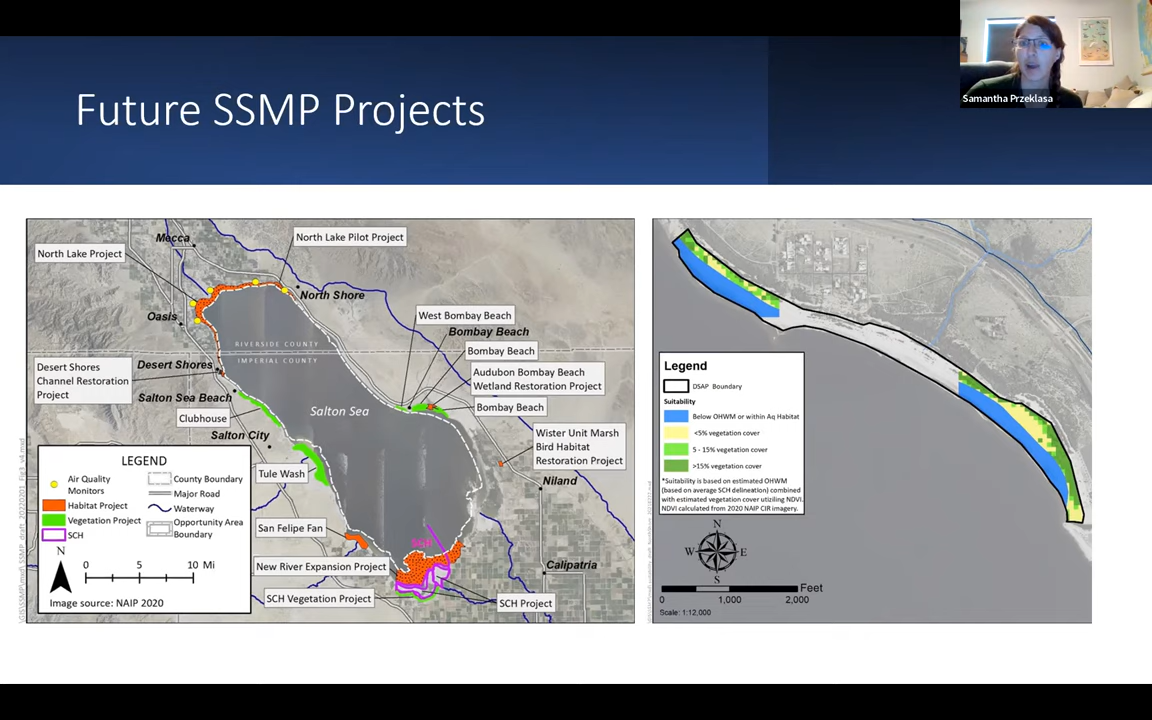 Samantha Przeklasa
Future SSMP Projects
Mecca
North Lake Project
North Lake Pilot Project
North Shore
Oasis
West Bombay Beach
Bombay Beach
RIVERSIDE COUNTY
IMPERIAL COUNTY
Bombay Beach
Desert Shores
Desert Shores
Channel Restoration
Project
Audubon Bombay Beach
Wetland Restoration Project
Salton Sea Beach
Bombay Beach
Salton Sea
Clubhouse
Salton City
Wister Unit Marsh
Bird Habitat
Restoration Project
Tule Wash
Niland
San Felipe Fan
New River Expansion Project
Calipatria
SCH Vegetation Project
SCH Project
LEGEND
Air Quality
Monitors
Habitat Project
Vegetation Project
SCH
County Boundary
Major Road
Waterway
Opportunity Area
Boundary
N
0 5 10 Mi
Image source: NAIP 2020
Legend
DSAP Boundary
Suitability
Below OHWM or within Aq Habitat
<5% vegetation cover
5 - 15% vegetation cover
>15% vegetation cover
*Suitability is based on estimated OHWM
(based on average SCH delineation) combined
with estimated vegetation cover utiizling NDVI.
NDVI calculated from 2020 NAIP CIR imagery.
N
W E
S
Feet
0 1,000 2,000
Scale: 1:12,000